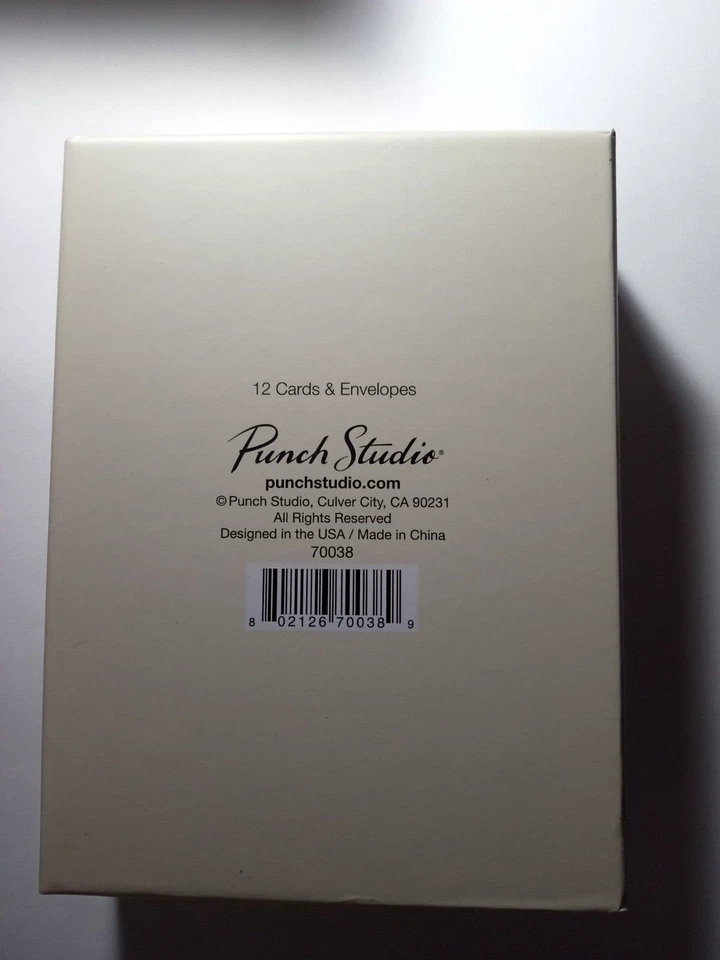 12 Cards & Envelopes
Punch Studio®
punchstudio.com
© Punch Studio, Culver City, CA 90231
All Rights Reserved
Designed in the USA / Made in China
70038
8 02126 70038 9